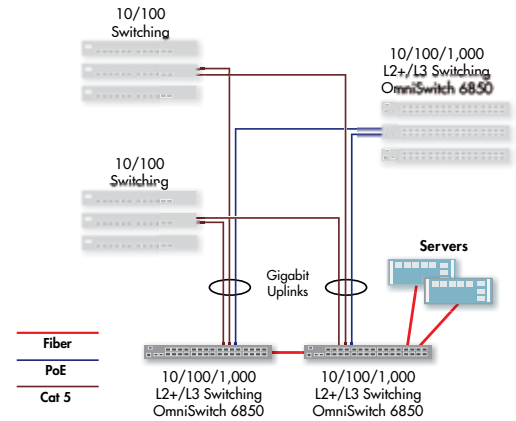 10/100
Switching
10/100/1,000
L2+/L3 Switching
OmniSwitch 6850
10/100
Switching
Servers
Gigabit
Uplinks
Fiber
PoE
Cat 5
10/100/1,000
L2+/L3 Switching
OmniSwitch 6850
10/100/1,000
L2+/L3 Switching
OmniSwitch 6850